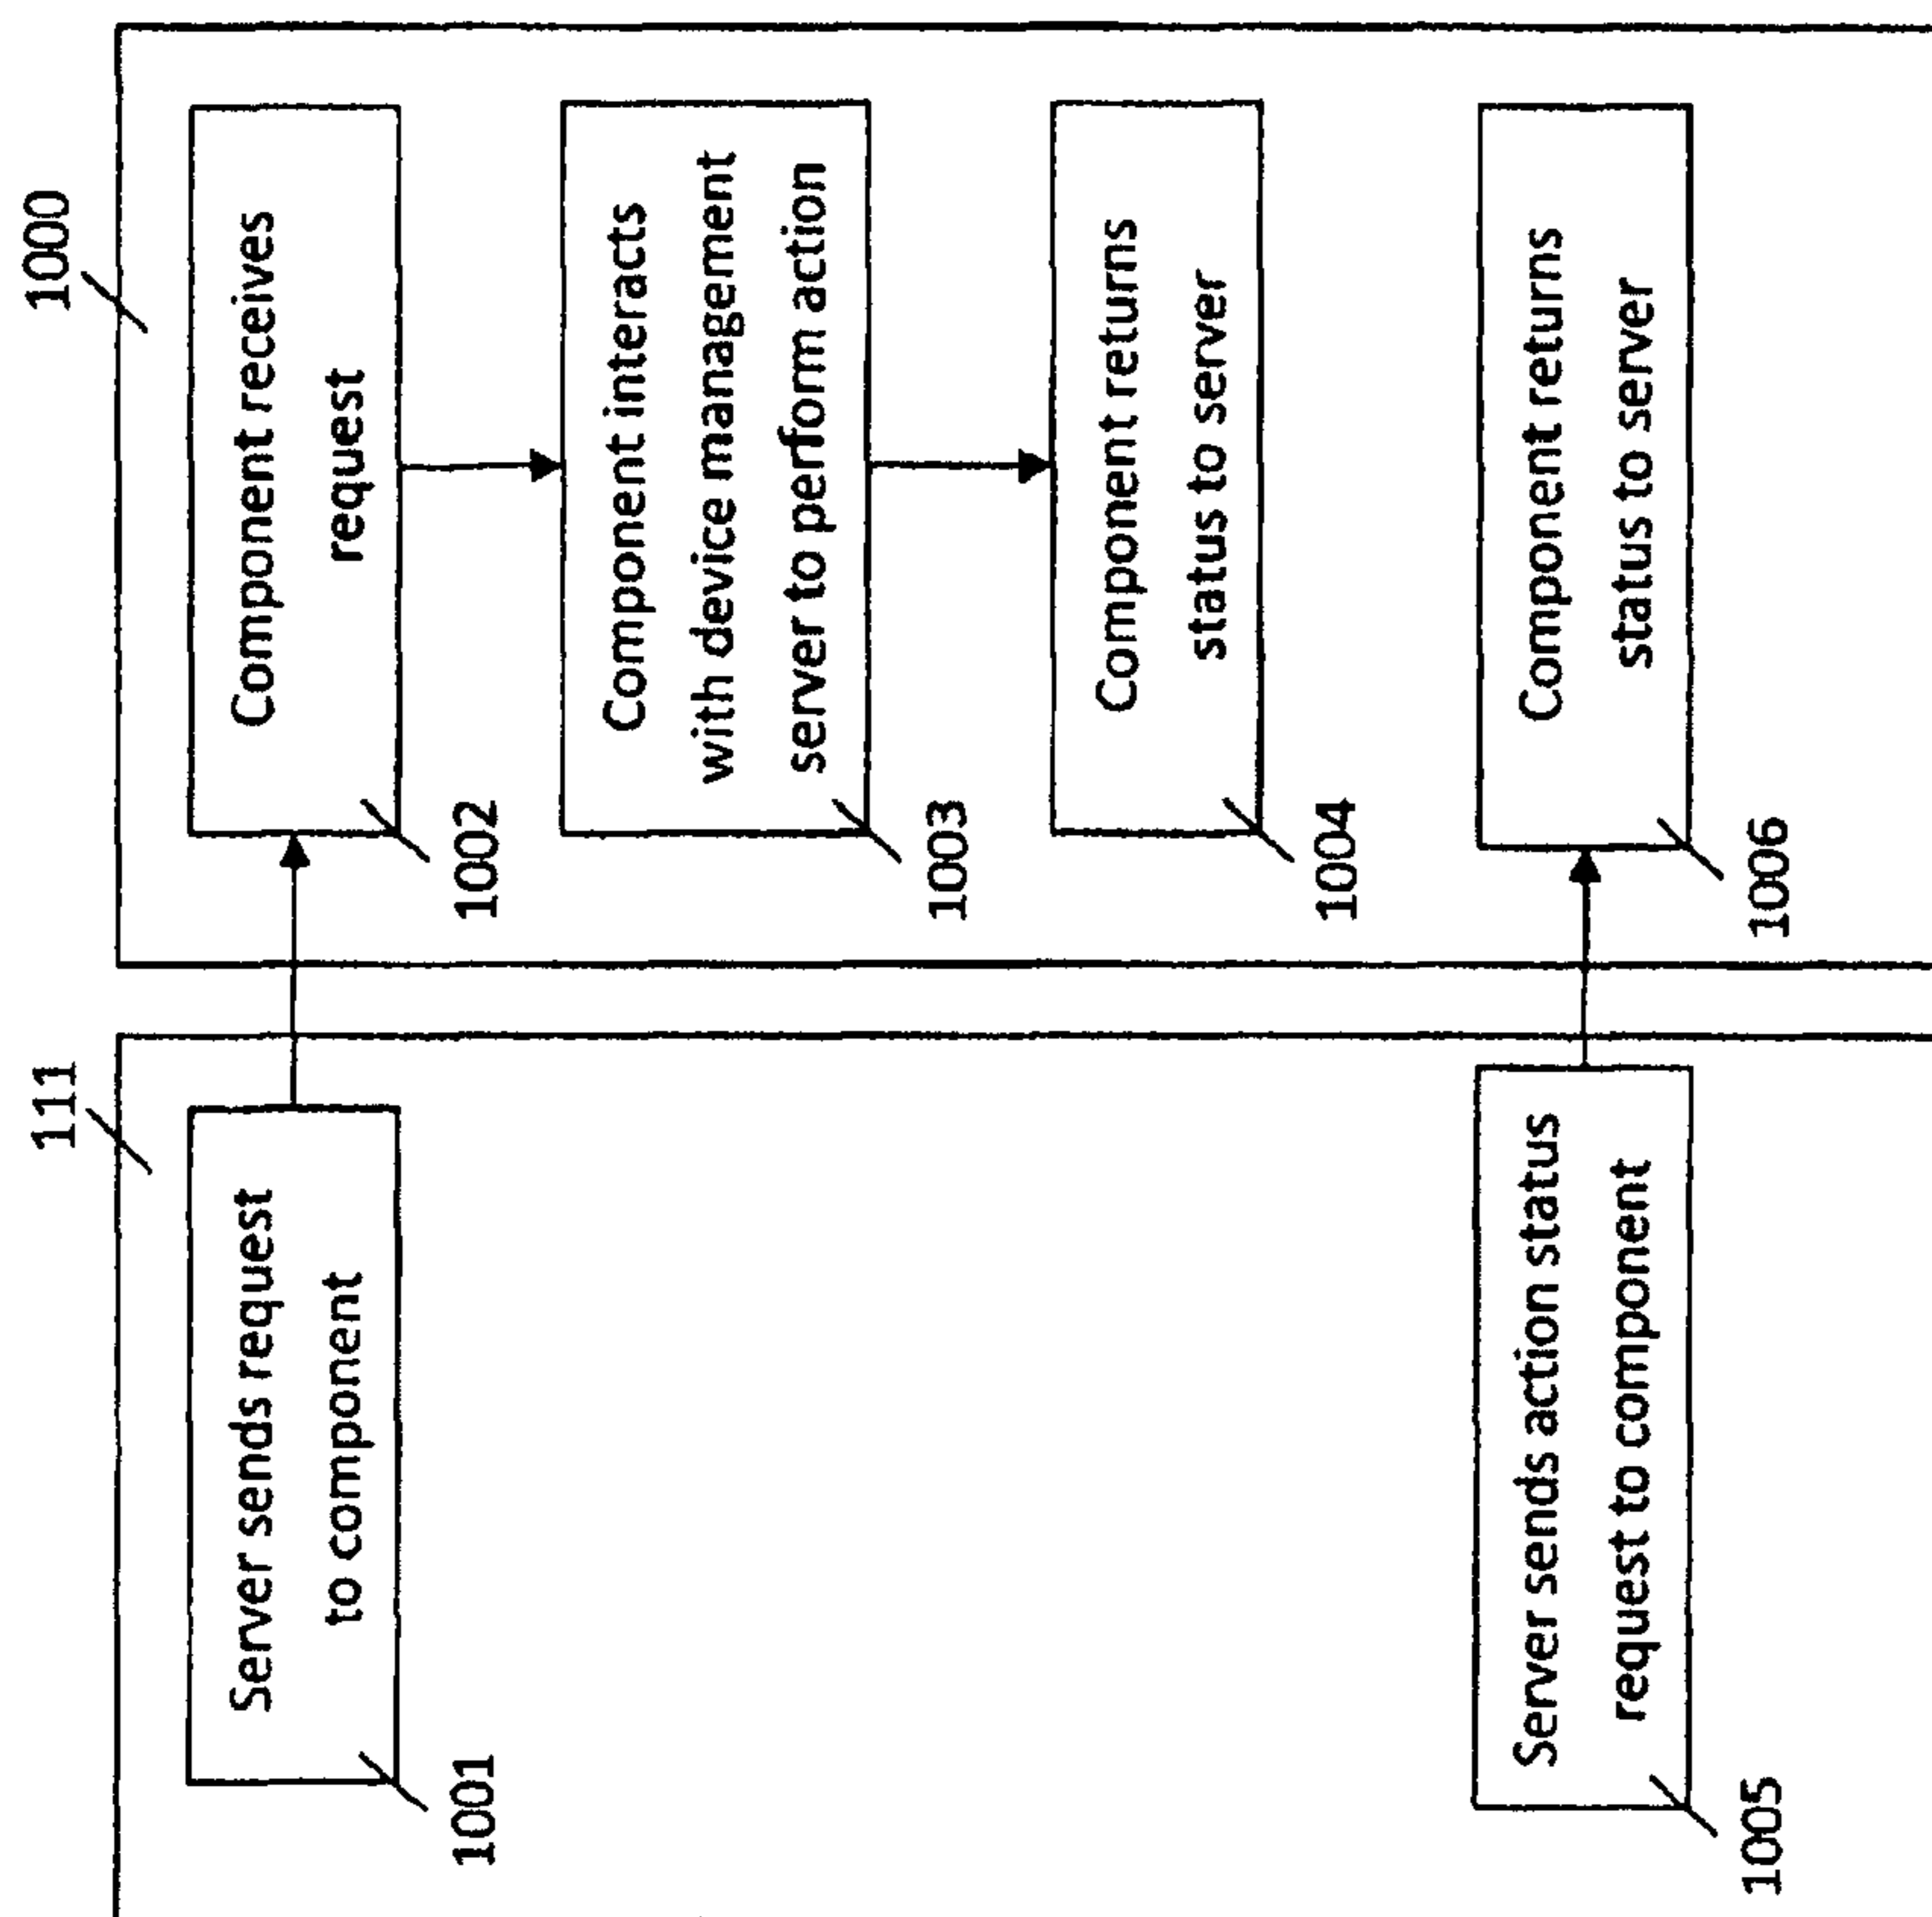 111
1000
Server sends request
to component
1001
Component receives
request
1002
Component interacts
with device management
server to perform action
1003
Component returns
status to server
1004
Server sends action status
request to component
1005
Component returns
status to server
1006